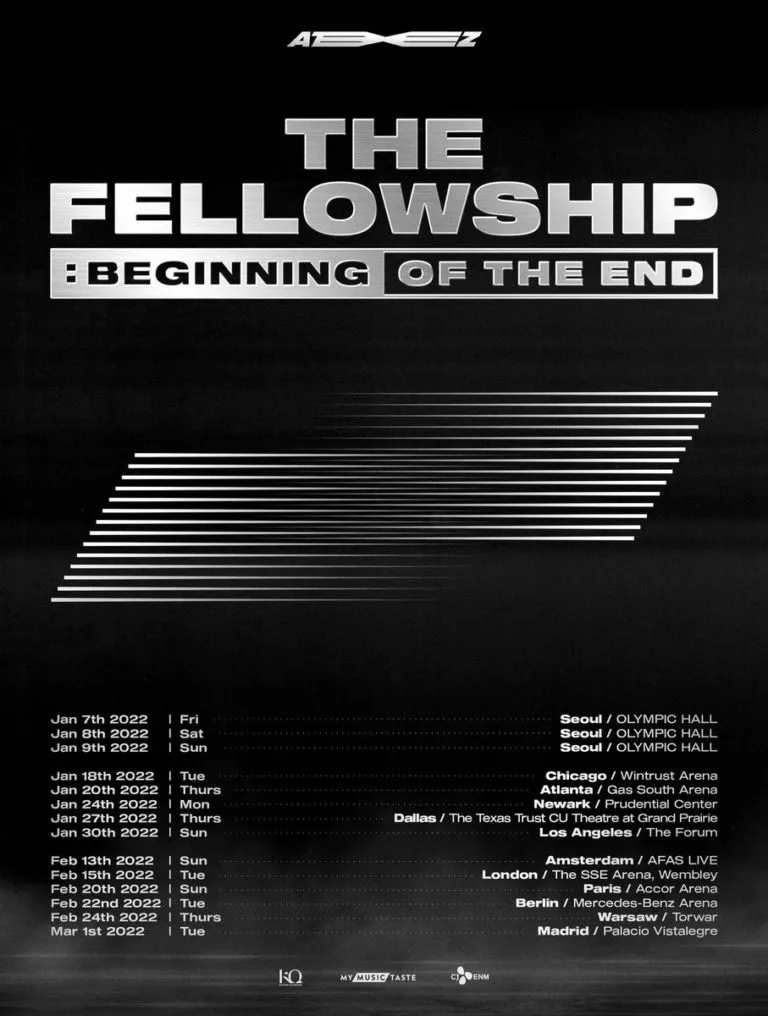 ATEEZ
THE
FELLOWSHIP
:BEGINNING OF THE END
Jan 7th 2022 | Fri Seoul / OLYMPIC HALL
Jan 8th 2022 | Sat Seoul / OLYMPIC HALL
Jan 9th 2022 | Sun Seoul / OLYMPIC HALL
Jan 18th 2022 | Tue Chicago / Wintrust Arena
Jan 20th 2022 | Thurs Atlanta / Gas South Arena
Jan 24th 2022 | Mon Newark / Prudential Center
Jan 27th 2022 | Thurs Dallas / The Texas Trust CU Theatre at Grand Prairie
Jan 30th 2022 | Sun Los Angeles / The Forum
Feb 13th 2022 | Sun Amsterdam / AFAS LIVE
Feb 15th 2022 | Tue London / The SSE Arena, Wembley
Feb 20th 2022 | Sun Paris / Accor Arena
Feb 22nd 2022 | Tue Berlin / Mercedes-Benz Arena
Feb 24th 2022 | Thurs Warsaw / Torwar
Mar 1st 2022 | Tue Madrid / Palacio Vistalegre
KQ MY MUSIC TASTE CJ ENM